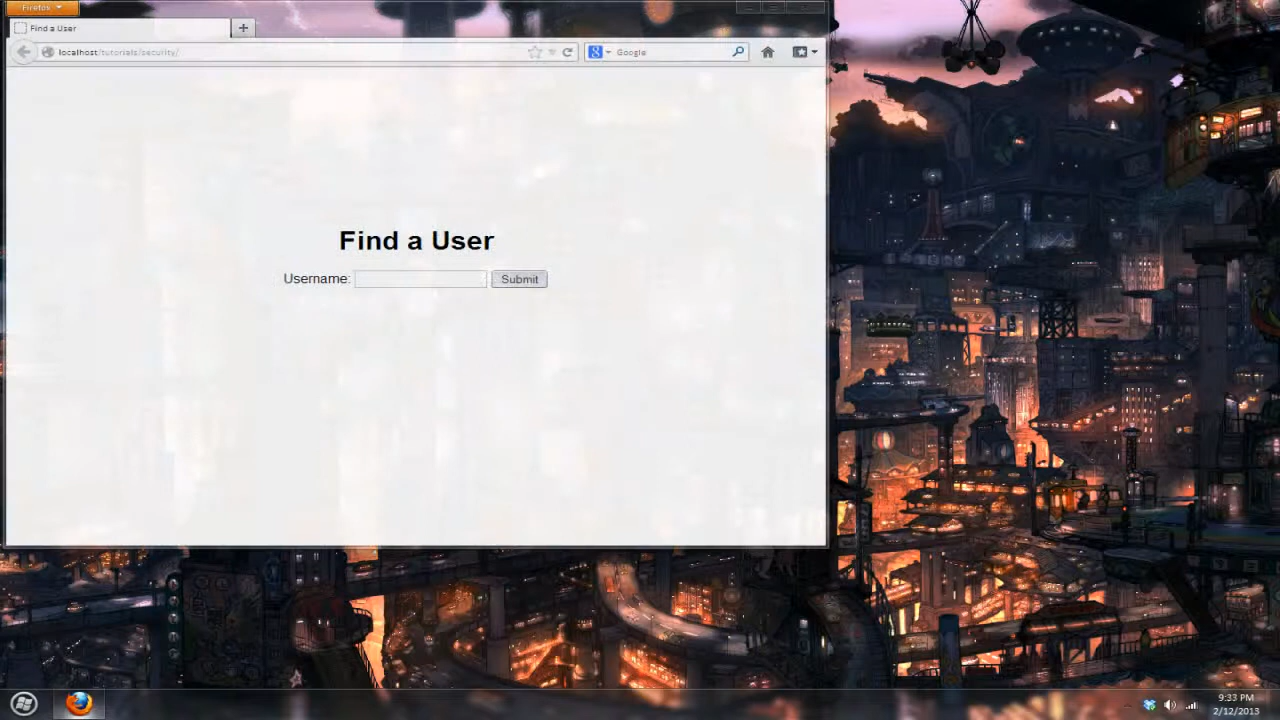 Firefox
Find a User
localhost/tutorials/security/
Google
Find a User
Username:
Submit
9:33 PM
2/12/2013